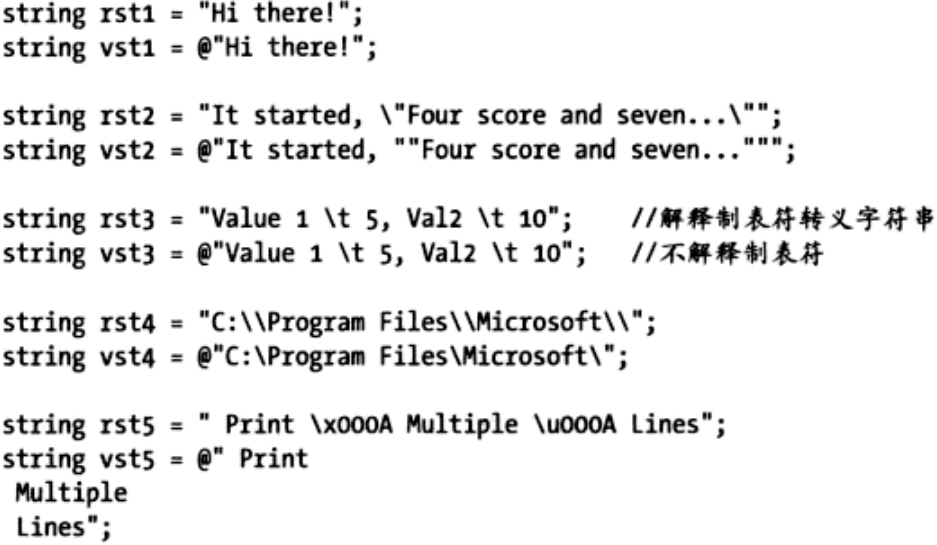 string rst1 = "Hi there!";
string vst1 = @"Hi there!";
string rst2 = "It started, \"Four score and seven...\"";
string vst2 = @"It started, ""Four score and seven...""";
string rst3 = "Value 1 \t 5, Val2 \t 10";    //解释制表符转义字符串
string vst3 = @"Value 1 \t 5, Val2 \t 10";   //不解释制表符
string rst4 = "C:\\Program Files\\Microsoft\\";
string vst4 = @"C:\Program Files\Microsoft\";
string rst5 = " Print \x000A Multiple \u000A Lines";
string vst5 = @" Print
 Multiple
 Lines";